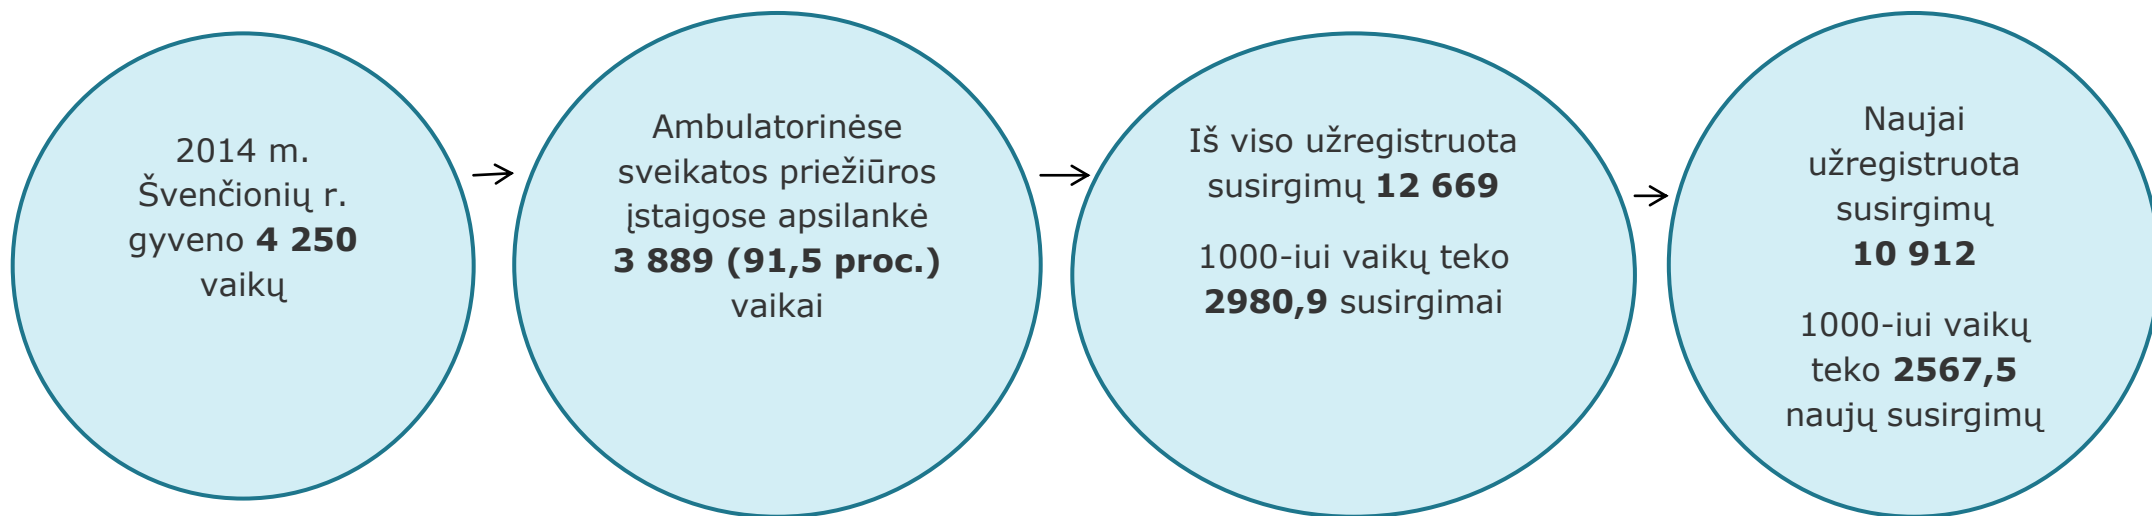 2014 m.
Švenčionių r.
gyveno 4 250
vaikų
Ambulatorinėse
sveikatos priežiūros
įstaigose apsilankė
3 889 (91,5 proc.)
vaikai
Iš viso užregistruota
susirgimų 12 669
1000-iui vaikų teko
2980,9 susirgimai
Naujai
užregistruota
susirgimų
10 912
1000-iui vaikų
teko 2567,5
naujų susirgimų